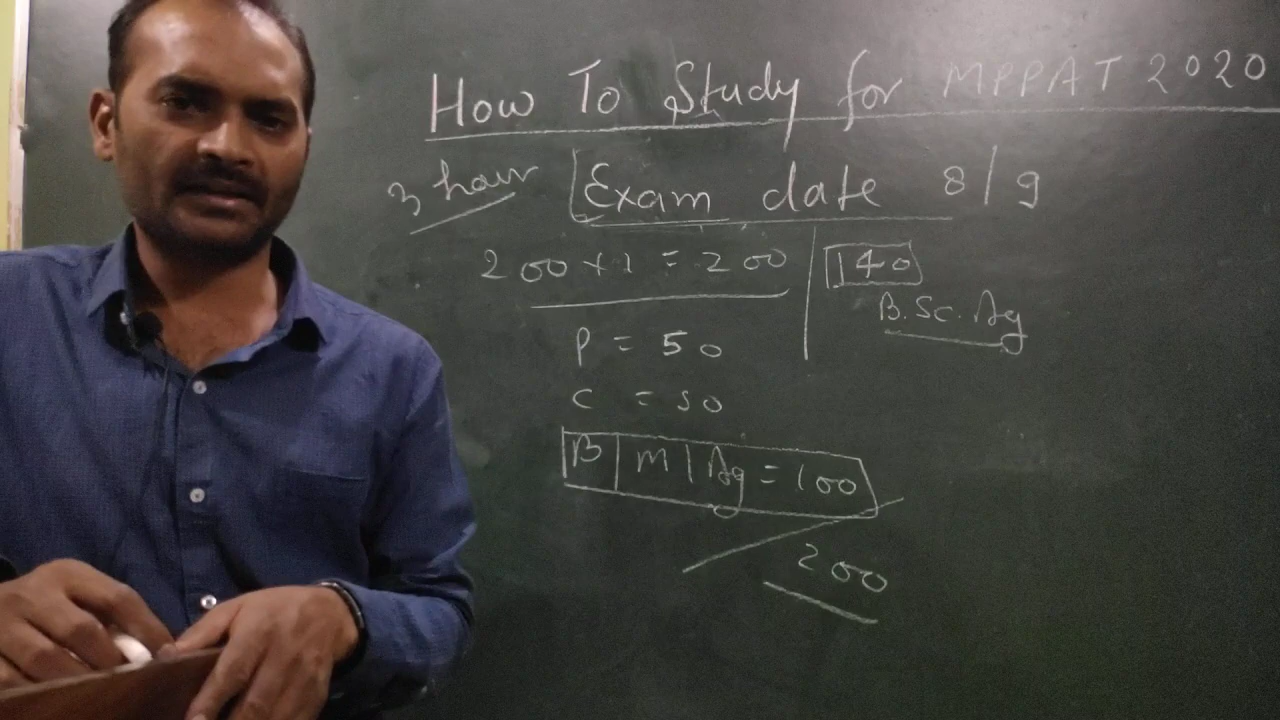 How To Study for MPPAT 2020
3 hour Exam date 8/9
200 × 1 = 200
140
B.Sc. Ag
P = 50
C = 50
B | M | Ag = 100
200